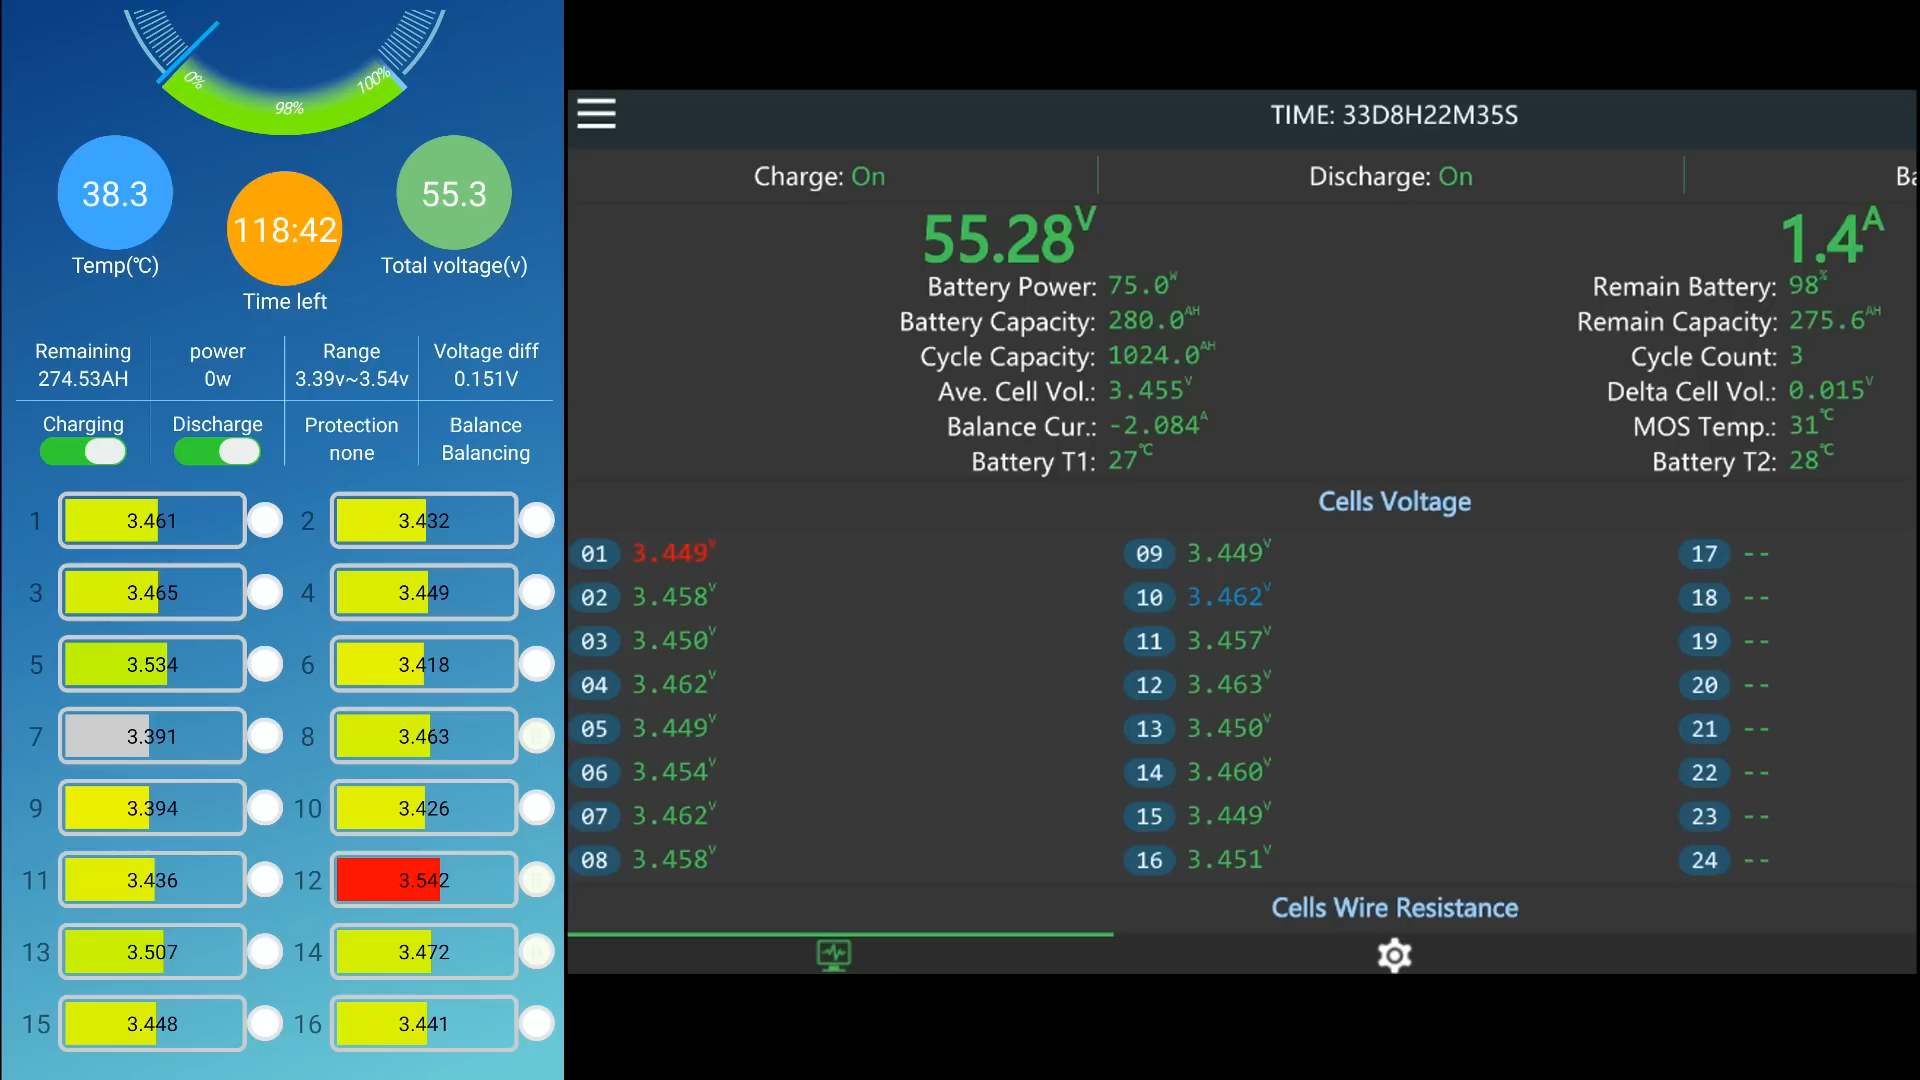 0%
98%
100%
38.3
118:42
55.3
Temp(℃)
Time left
Total voltage(v)
Remaining
274.53AH
power
0w
Range
3.39v~3.54v
Voltage diff
0.151V
Charging
Discharge
Protection
none
Balance
Balancing
1 3.461
2 3.432
3 3.465
4 3.449
5 3.534
6 3.418
7 3.391
8 3.463
9 3.394
10 3.426
11 3.436
12 3.542
13 3.507
14 3.472
15 3.448
16 3.441
TIME: 33D8H22M35S
Charge: On
Discharge: On
Ba
55.28V
1.4A
Battery Power: 75.0W
Remain Battery: 98%
Battery Capacity: 280.0AH
Remain Capacity: 275.6AH
Cycle Capacity: 1024.0AH
Cycle Count: 3
Ave. Cell Vol.: 3.455V
Delta Cell Vol.: 0.015V
Balance Cur.: -2.084A
MOS Temp.: 31℃
Battery T1: 27℃
Battery T2: 28℃
Cells Voltage
01 3.449V
09 3.449V
17 --
02 3.458V
10 3.462V
18 --
03 3.450V
11 3.457V
19 --
04 3.462V
12 3.463V
20 --
05 3.449V
13 3.450V
21 --
06 3.454V
14 3.460V
22 --
07 3.462V
15 3.449V
23 --
08 3.458V
16 3.451V
24 --
Cells Wire Resistance